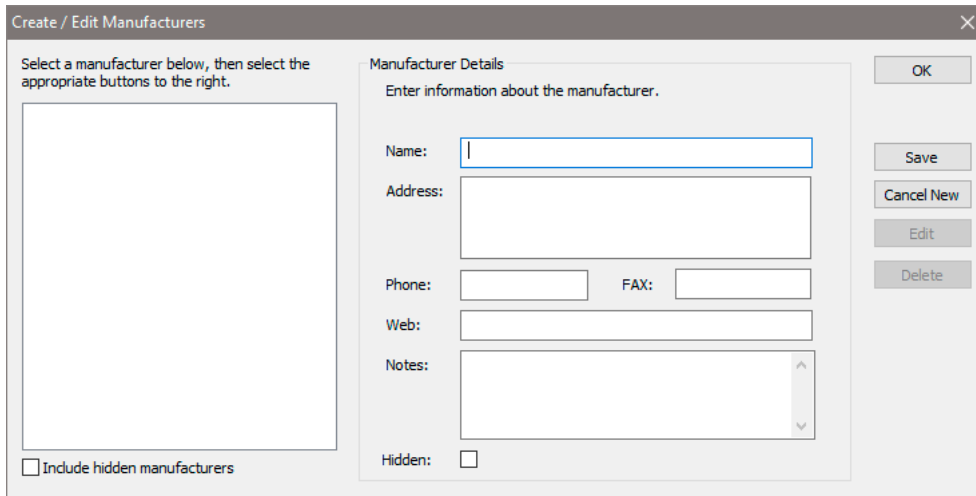 Create / Edit Manufacturers
Select a manufacturer below, then select the
appropriate buttons to the right.
Include hidden manufacturers
Manufacturer Details
Enter information about the manufacturer.
Name:
Address:
Phone:
FAX:
Web:
Notes:
Hidden:
OK
Save
Cancel New
Edit
Delete